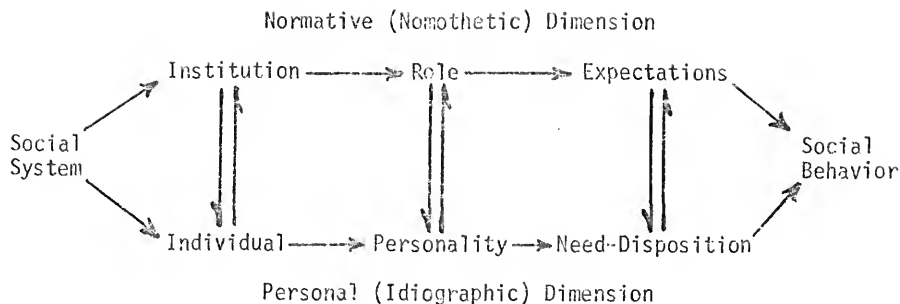 Normative (Nomothetic) Dimension
Institution Role Expectations
Social
System
Social
Behavior
Individual Personality Need-Disposition
Personal (Idiographic) Dimension